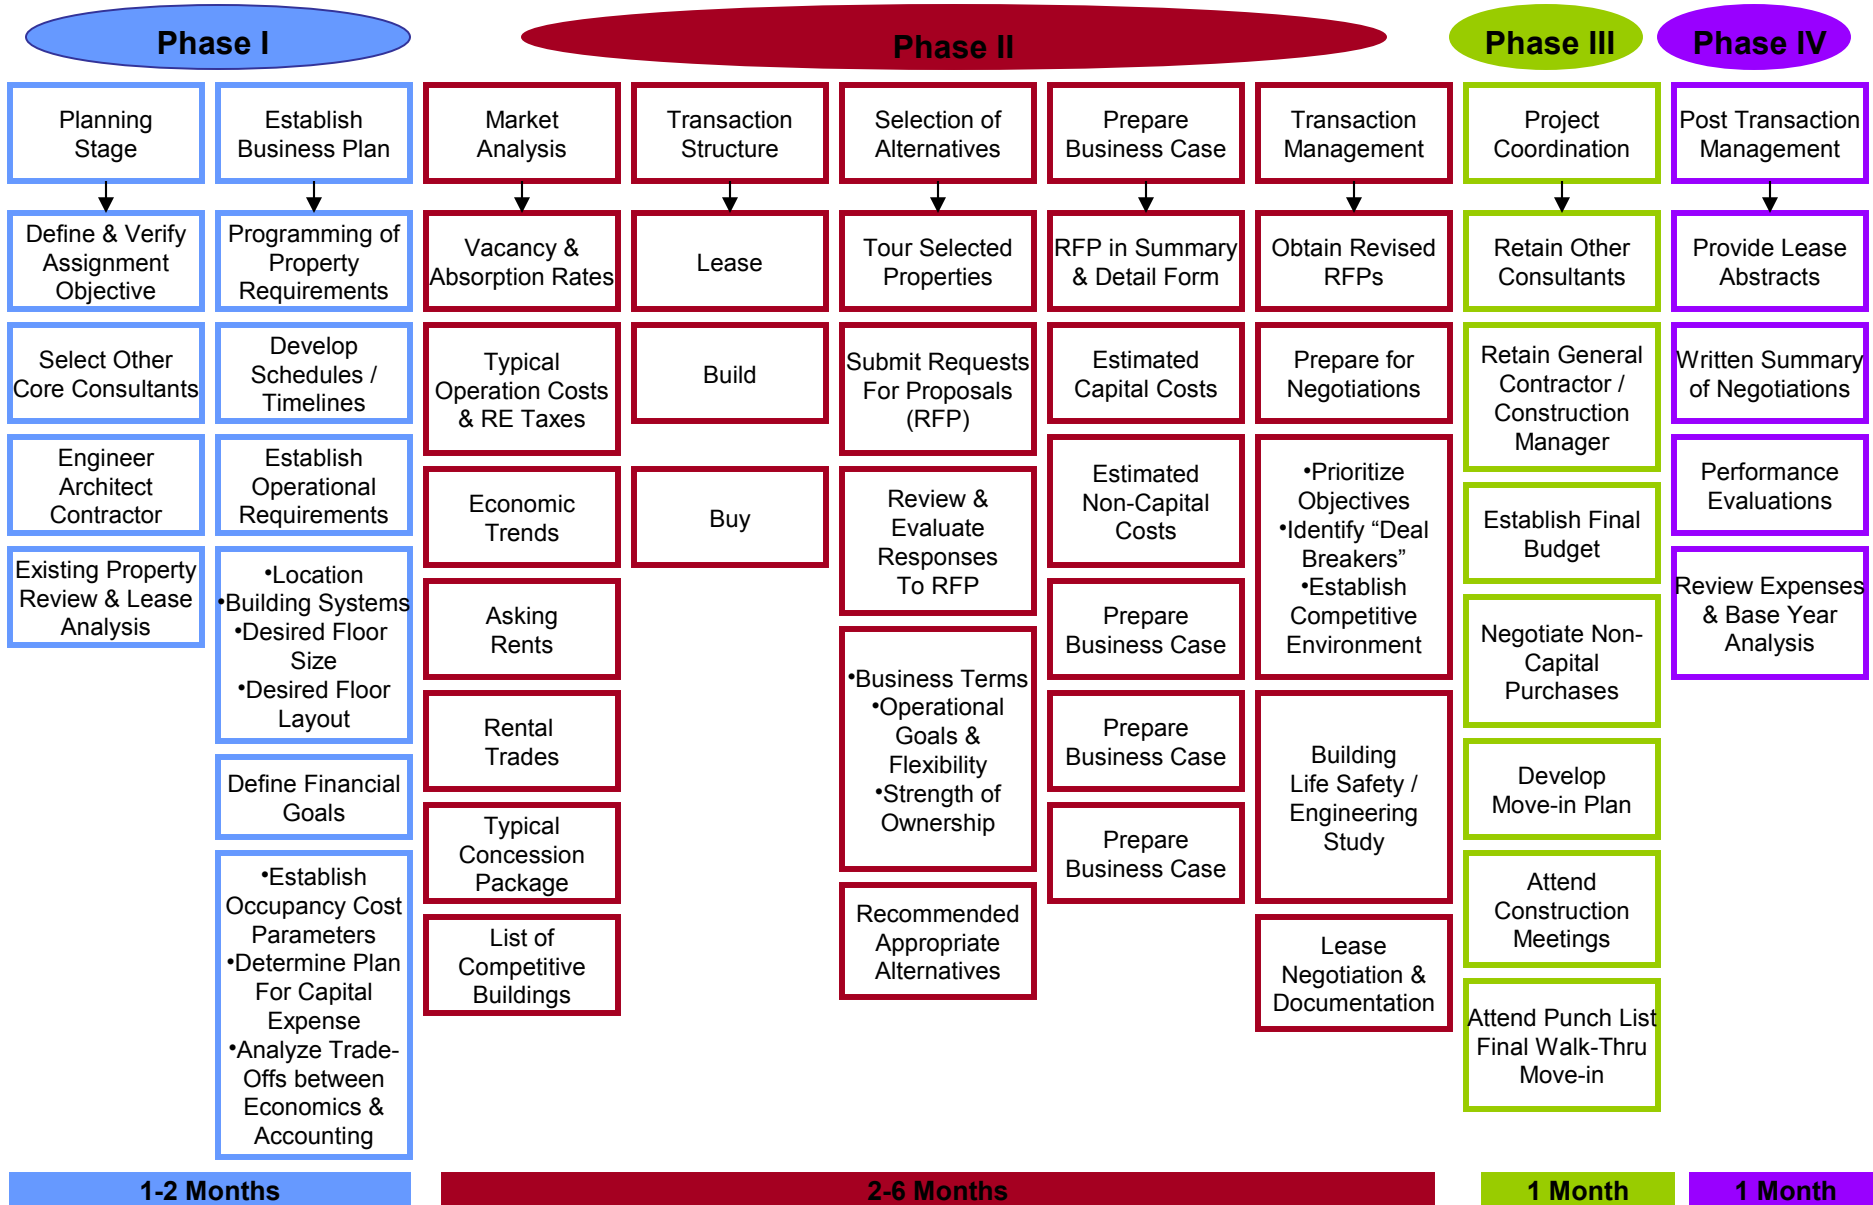 Phase I
Phase II
Phase III
Phase IV
Planning
Stage
Define & Verify
Assignment
Objective
Select Other
Core Consultants
Engineer
Architect
Contractor
Existing Property
Review & Lease
Analysis
Establish
Business Plan
Programming of
Property
Requirements
Develop
Schedules /
Timelines
Establish
Operational
Requirements
•Location
•Building Systems
•Desired Floor
Size
•Desired Floor
Layout
Define Financial
Goals
•Establish
Occupancy Cost
Parameters
•Determine Plan
For Capital
Expense
•Analyze Trade-
Offs between
Economics &
Accounting
Market
Analysis
Vacancy &
Absorption Rates
Typical
Operation Costs
& RE Taxes
Economic
Trends
Asking
Rents
Rental
Trades
Typical
Concession
Package
List of
Competitive
Buildings
Transaction
Structure
Lease
Build
Buy
Selection of
Alternatives
Tour Selected
Properties
Submit Requests
For Proposals
(RFP)
Review &
Evaluate
Responses
To RFP
•Business Terms
•Operational
Goals &
Flexibility
•Strength of
Ownership
Recommended
Appropriate
Alternatives
Prepare
Business Case
RFP in Summary
& Detail Form
Estimated
Capital Costs
Estimated
Non-Capital
Costs
Prepare
Business Case
Prepare
Business Case
Prepare
Business Case
Transaction
Management
Obtain Revised
RFPs
Prepare for
Negotiations
•Prioritize
Objectives
•Identify “Deal
Breakers”
•Establish
Competitive
Environment
Building
Life Safety /
Engineering
Study
Lease
Negotiation &
Documentation
Project
Coordination
Retain Other
Consultants
Retain General
Contractor /
Construction
Manager
Establish Final
Budget
Negotiate Non-
Capital
Purchases
Develop
Move-in Plan
Attend
Construction
Meetings
Attend Punch List
Final Walk-Thru
Move-in
Post Transaction
Management
Provide Lease
Abstracts
Written Summary
of Negotiations
Performance
Evaluations
Review Expenses
& Base Year
Analysis
1-2 Months
2-6 Months
1 Month
1 Month